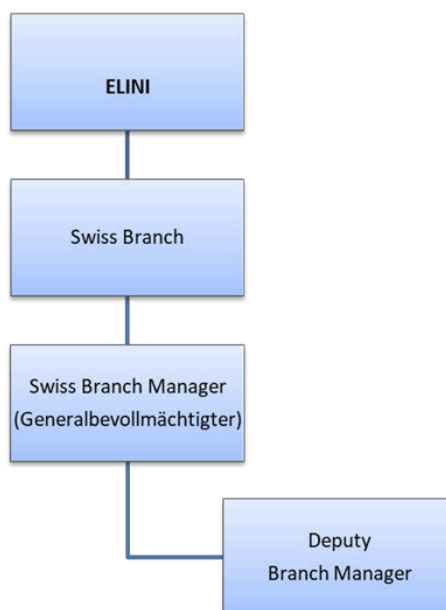 ELINI
Swiss Branch
Swiss Branch Manager
(Generalbevollmächtigter)
Deputy
Branch Manager